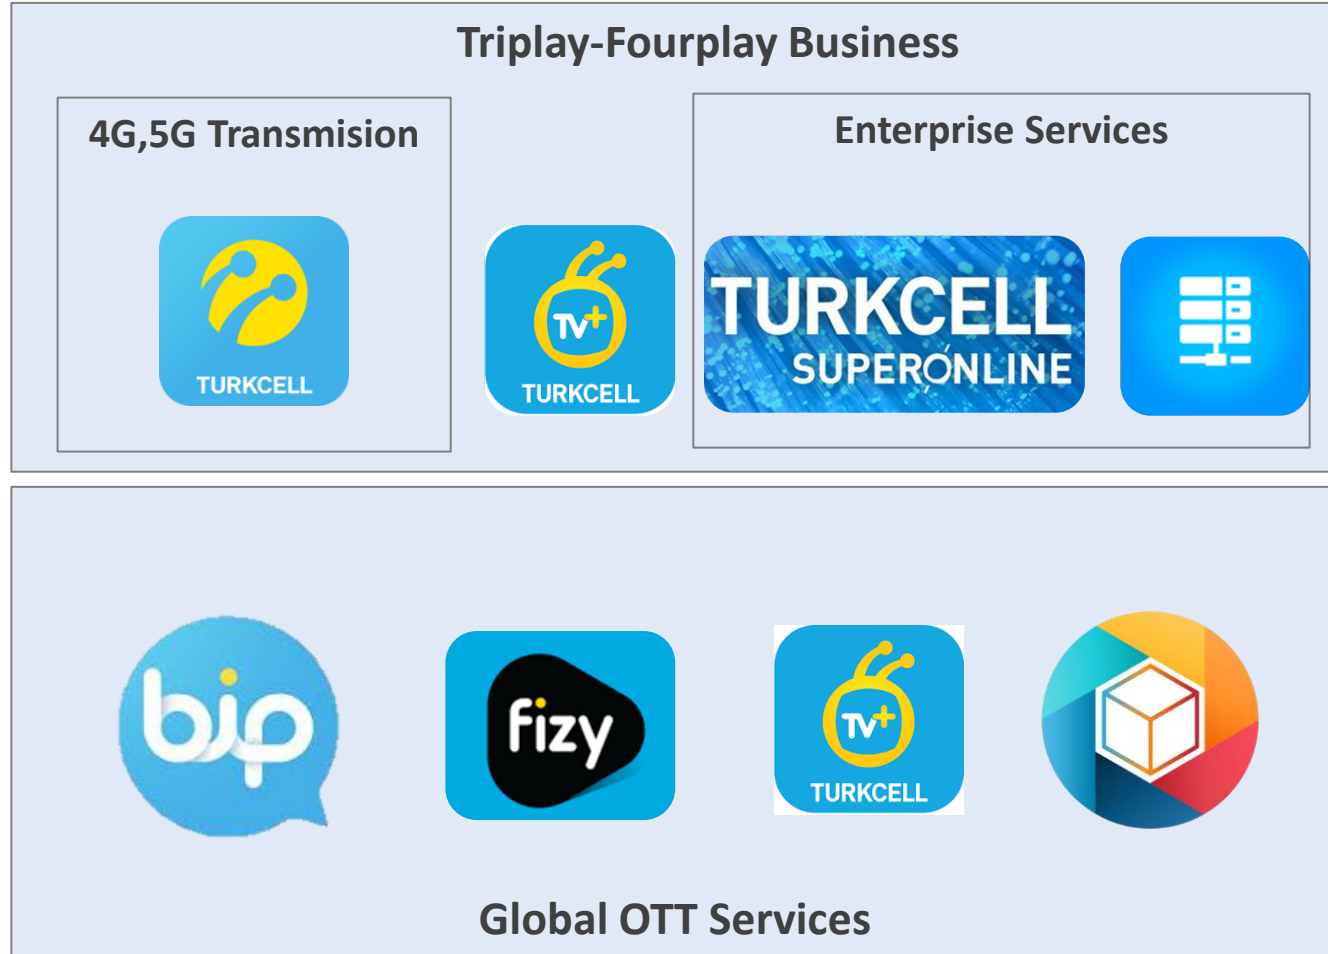 Triplay-Fourplay Business
4G,5G Transmision
Enterprise Services
TURKCELL
TV+
TURKCELL
TURKCELL
SUPERONLINE
bip
fizy
TV+
TURKCELL
Global OTT Services